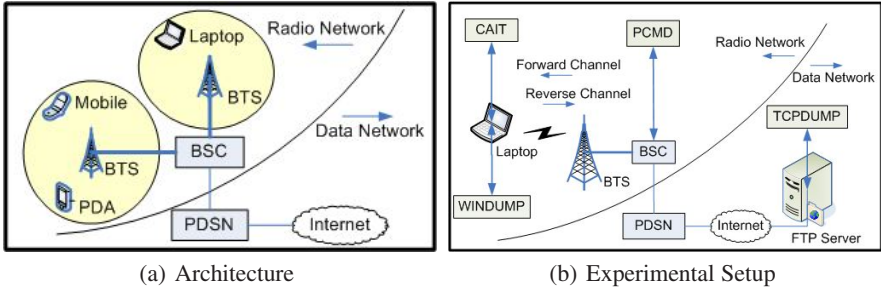 Laptop
Radio Network
Mobile
BTS
Data Network
BSC
BTS
PDA
PDSN
Internet
(a) Architecture
CAIT
PCMD
Radio Network
Forward Channel
Data Network
Reverse Channel
TCPDUMP
Laptop
BSC
BTS
WINDUMP
PDSN
Internet
FTP Server
(b) Experimental Setup